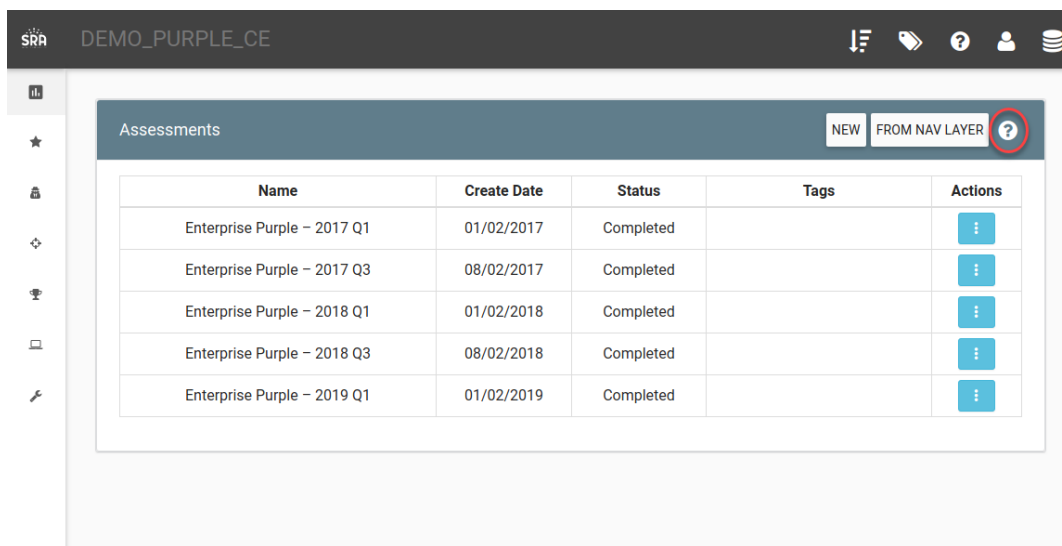 SRA DEMO_PURPLE_CE
Assessments NEW FROM NAV LAYER
Name Create Date Status Tags Actions
Enterprise Purple – 2017 Q1 01/02/2017 Completed
Enterprise Purple – 2017 Q3 08/02/2017 Completed
Enterprise Purple – 2018 Q1 01/02/2018 Completed
Enterprise Purple – 2018 Q3 08/02/2018 Completed
Enterprise Purple – 2019 Q1 01/02/2019 Completed